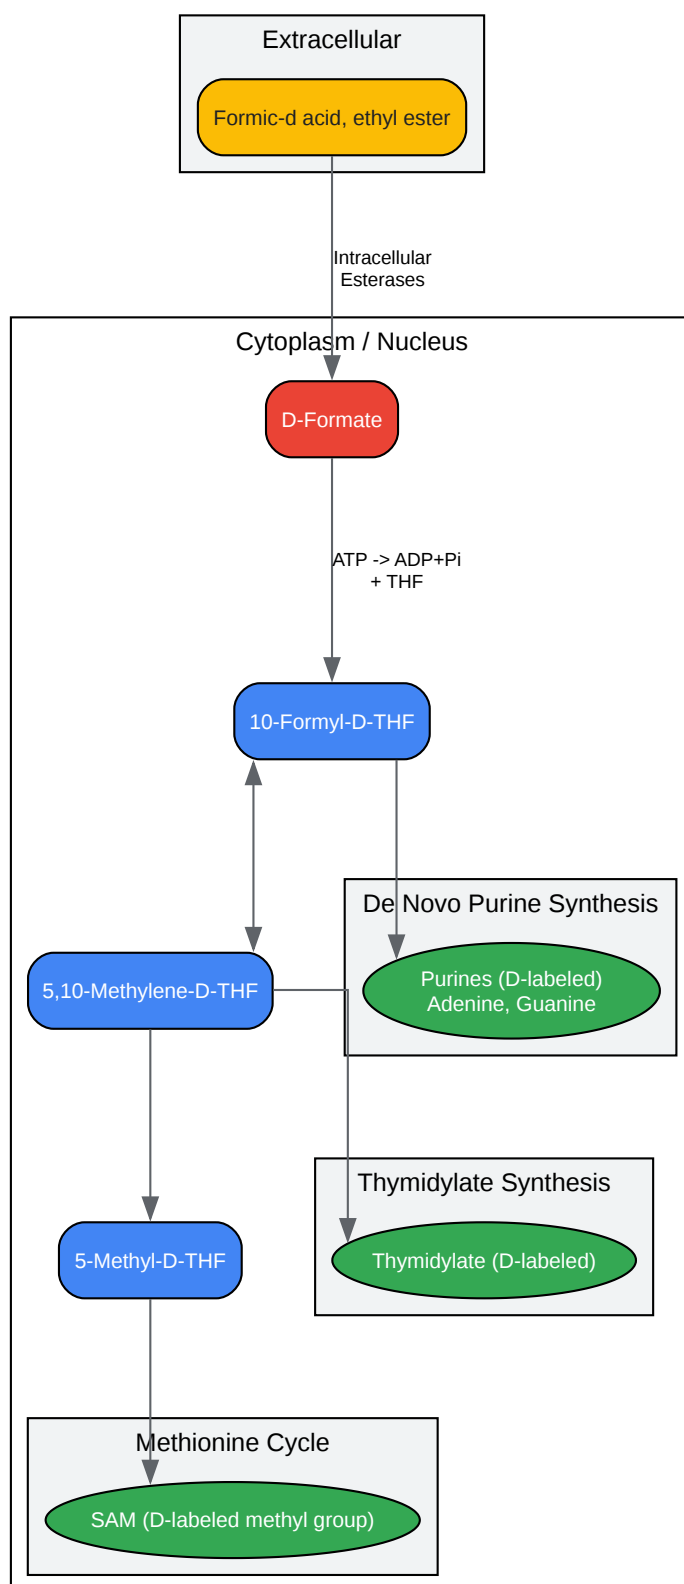 Extracellular
Formic-d acid, ethyl ester
Intracellular
Esterases
Cytoplasm / Nucleus
D-Formate
ATP -> ADP+Pi
+ THF
10-Formyl-D-THF
De Novo Purine Synthesis
Purines (D-labeled)
Adenine, Guanine
5,10-Methylene-D-THF
Thymidylate Synthesis
Thymidylate (D-labeled)
5-Methyl-D-THF
Methionine Cycle
SAM (D-labeled methyl group)